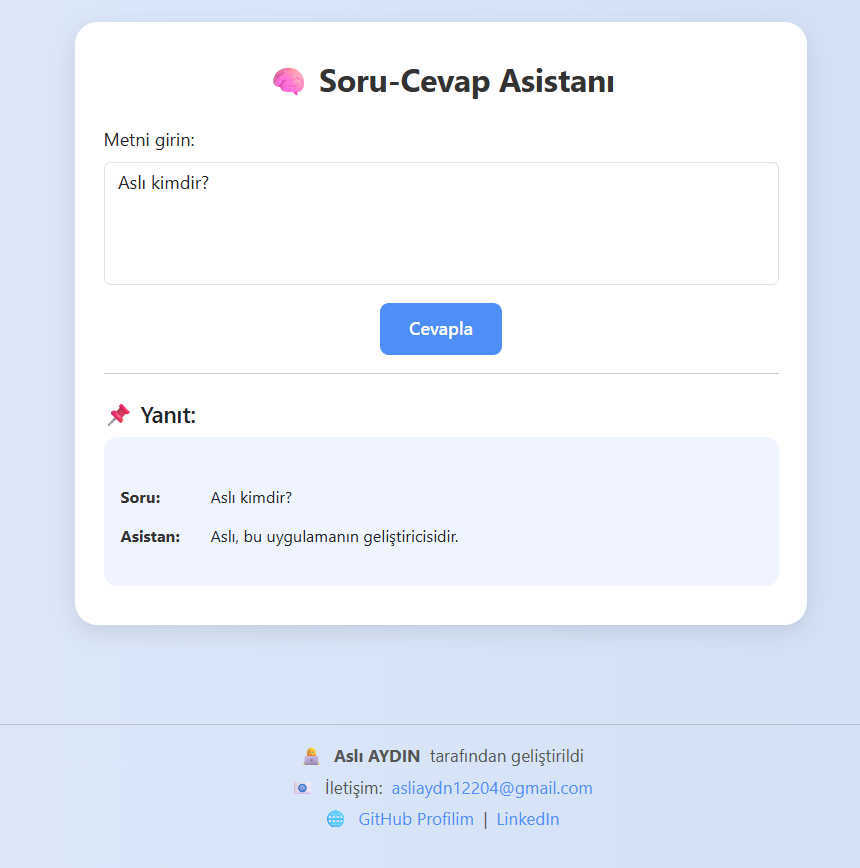 Soru-Cevap Asistanı
Metni girin:
Aslı kimdir?
Cevapla
Yanıt:
Soru: Aslı kimdir?
Asistan: Aslı, bu uygulamanın geliştiricisidir.
Aslı AYDIN tarafından geliştirildi
İletişim: asliaydn12204@gmail.com
GitHub Profilim | LinkedIn